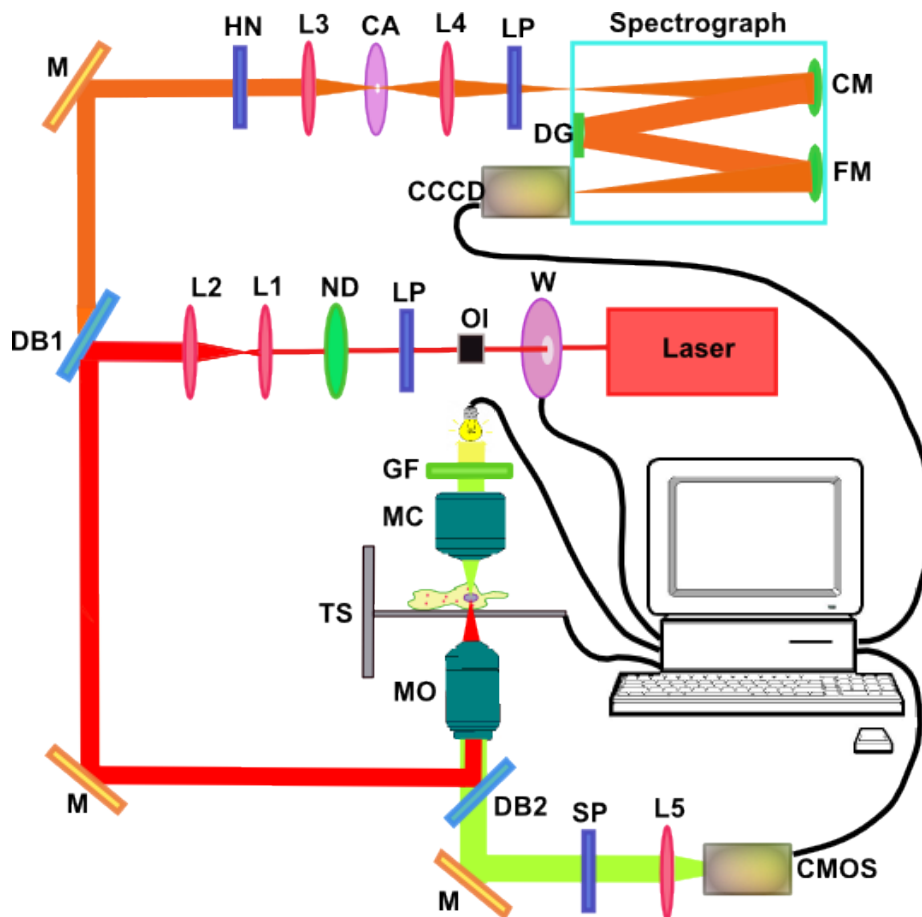 HN
L3
CA
L4
LP
Spectrograph
M
CM
DG
FM
CCCD
L2
L1
ND
LP
OI
W
DB1
Laser
GF
MC
TS
MO
M
DB2
SP
L5
CMOS
M